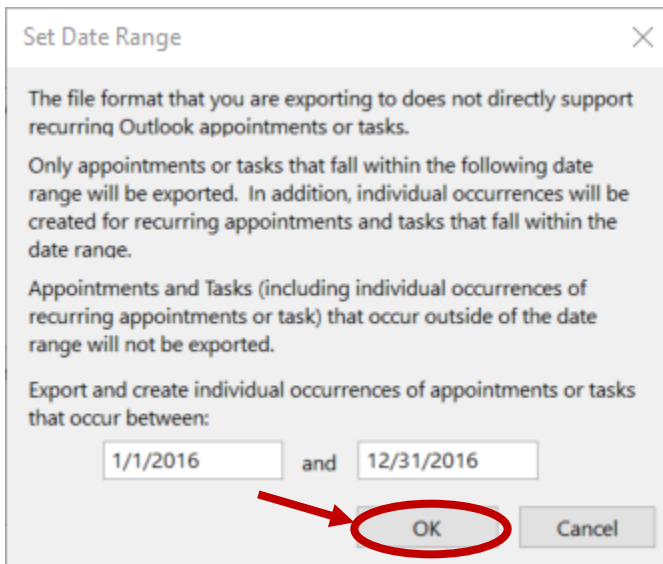 Set Date Range
The file format that you are exporting to does not directly support
recurring Outlook appointments or tasks.
Only appointments or tasks that fall within the following date
range will be exported.  In addition, individual occurrences will be
created for recurring appointments and tasks that fall within the
date range.
Appointments and Tasks (including individual occurrences of
recurring appointments or task) that occur outside of the date
range will not be exported.
Export and create individual occurrences of appointments or tasks
that occur between:
1/1/2016 and 12/31/2016
OK Cancel